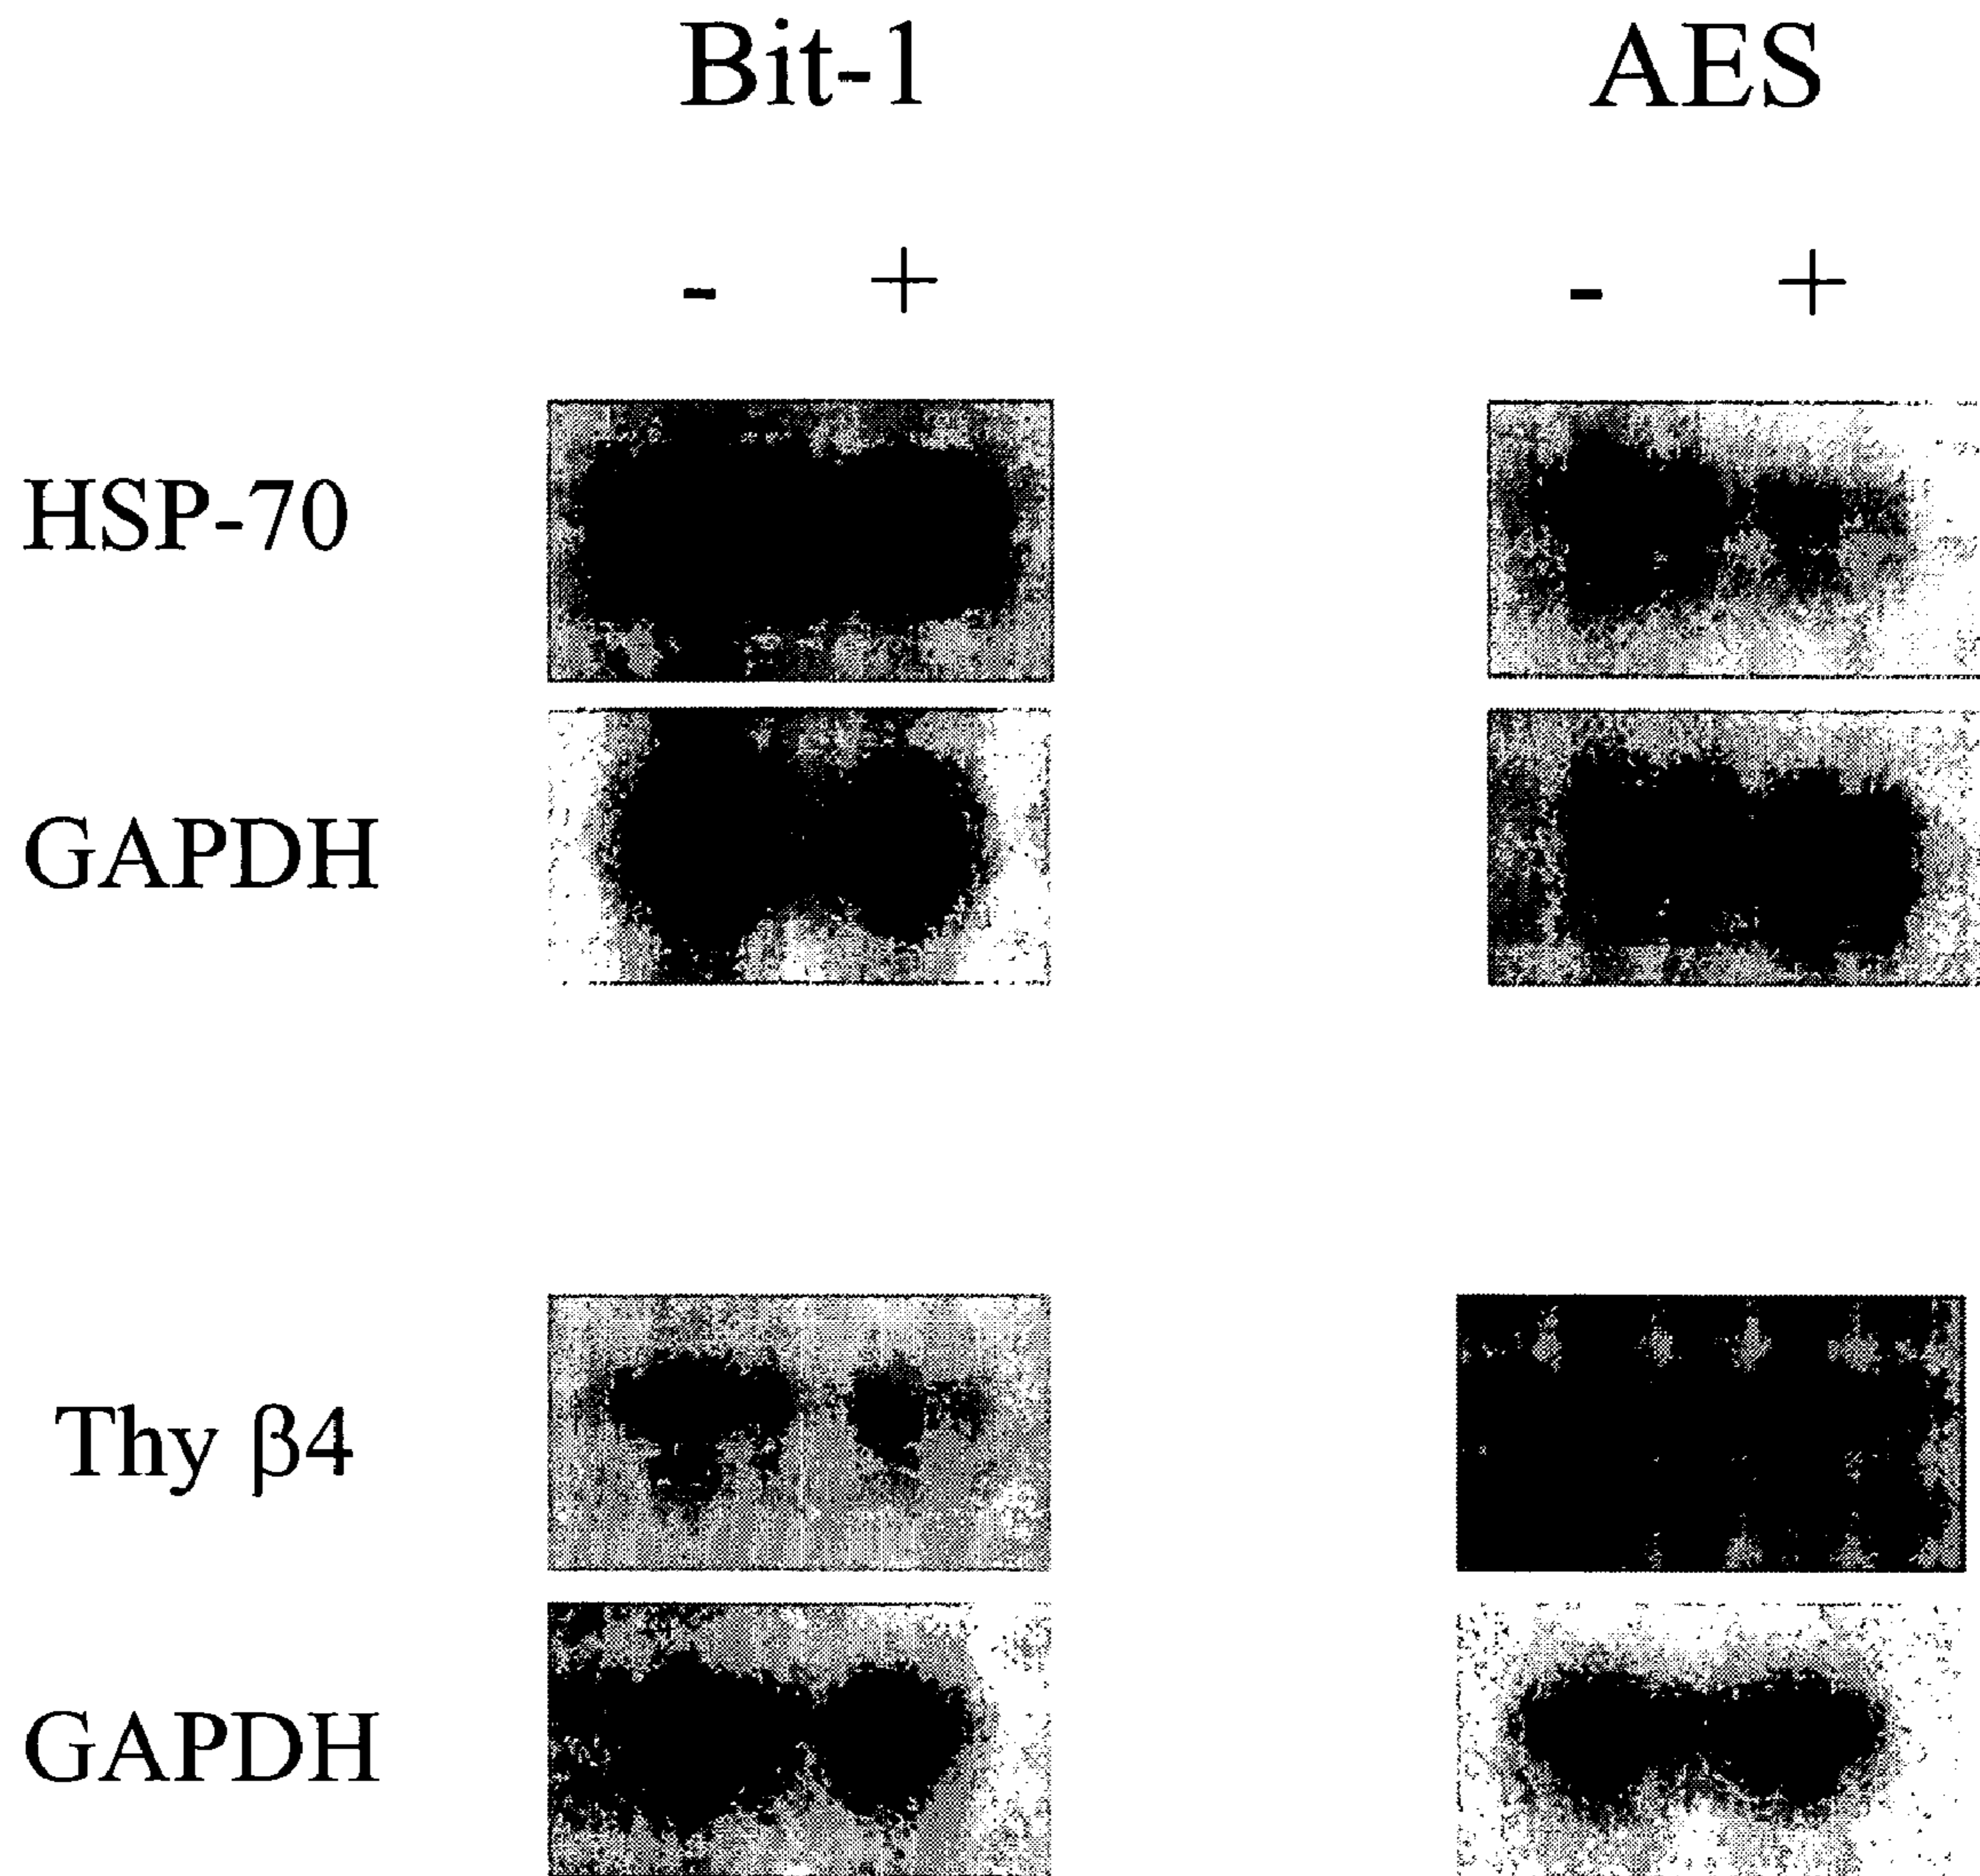 Bit-1 AES
- + - +
HSP-70
GAPDH
Thy β4
GAPDH